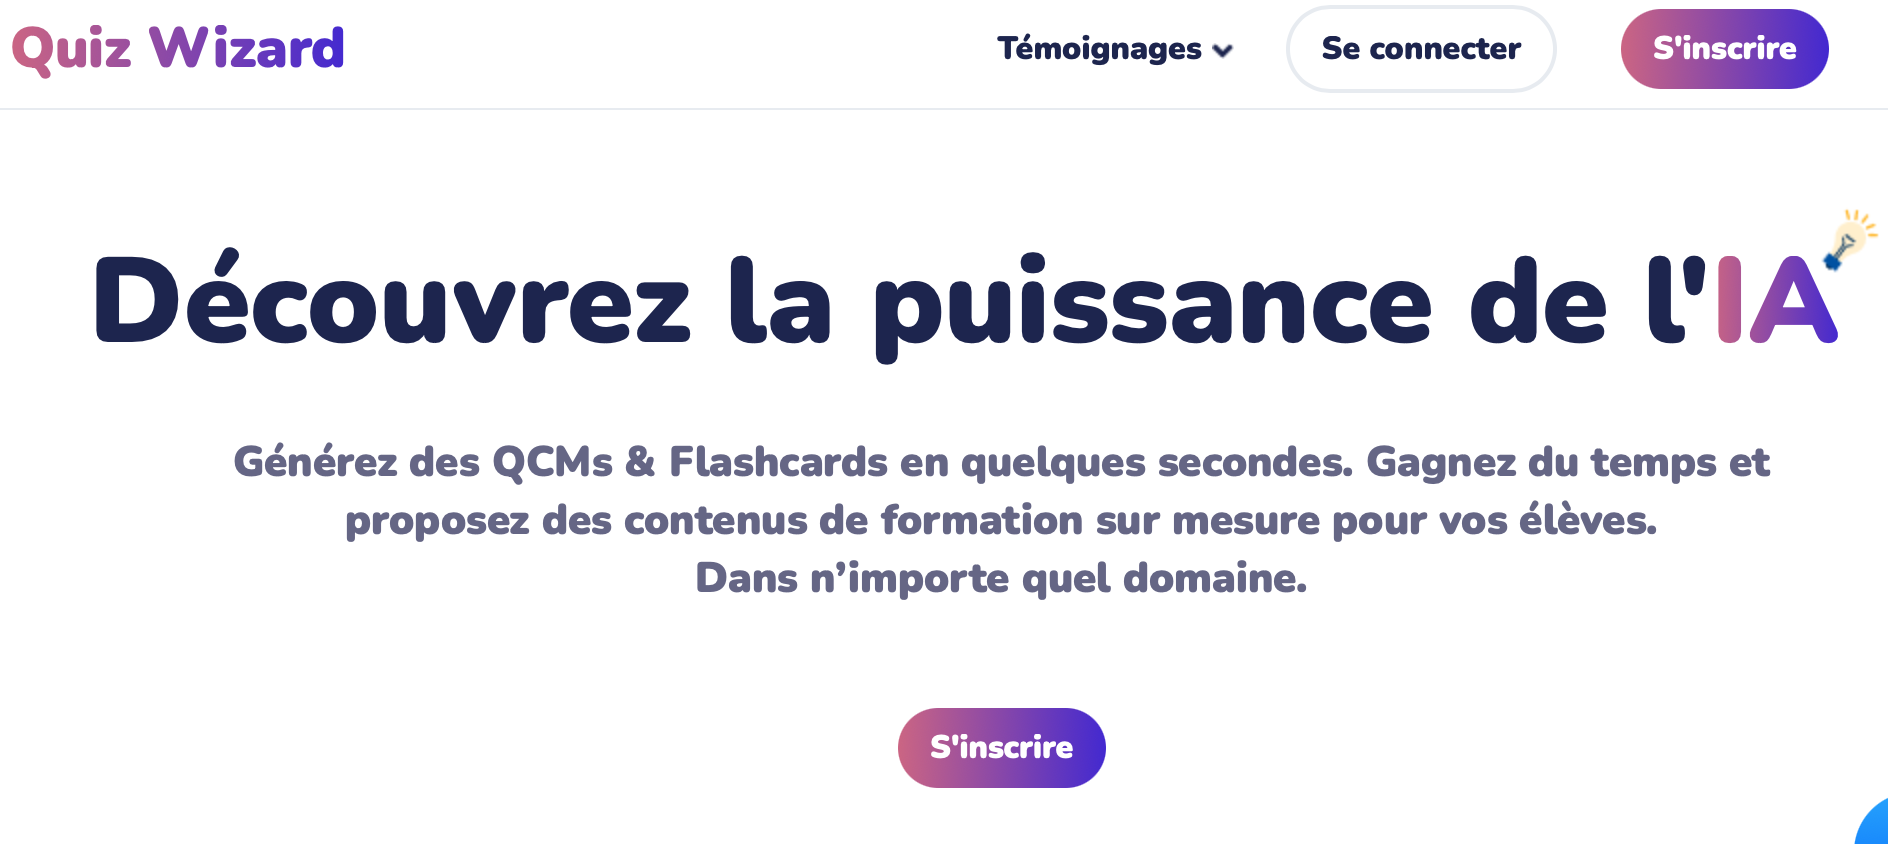 Quiz Wizard
Témoignages
Se connecter
S'inscrire
Découvrez la puissance de l'IA
Générez des QCMs & Flashcards en quelques secondes. Gagnez du temps et
proposez des contenus de formation sur mesure pour vos élèves.
Dans n’importe quel domaine.
S'inscrire